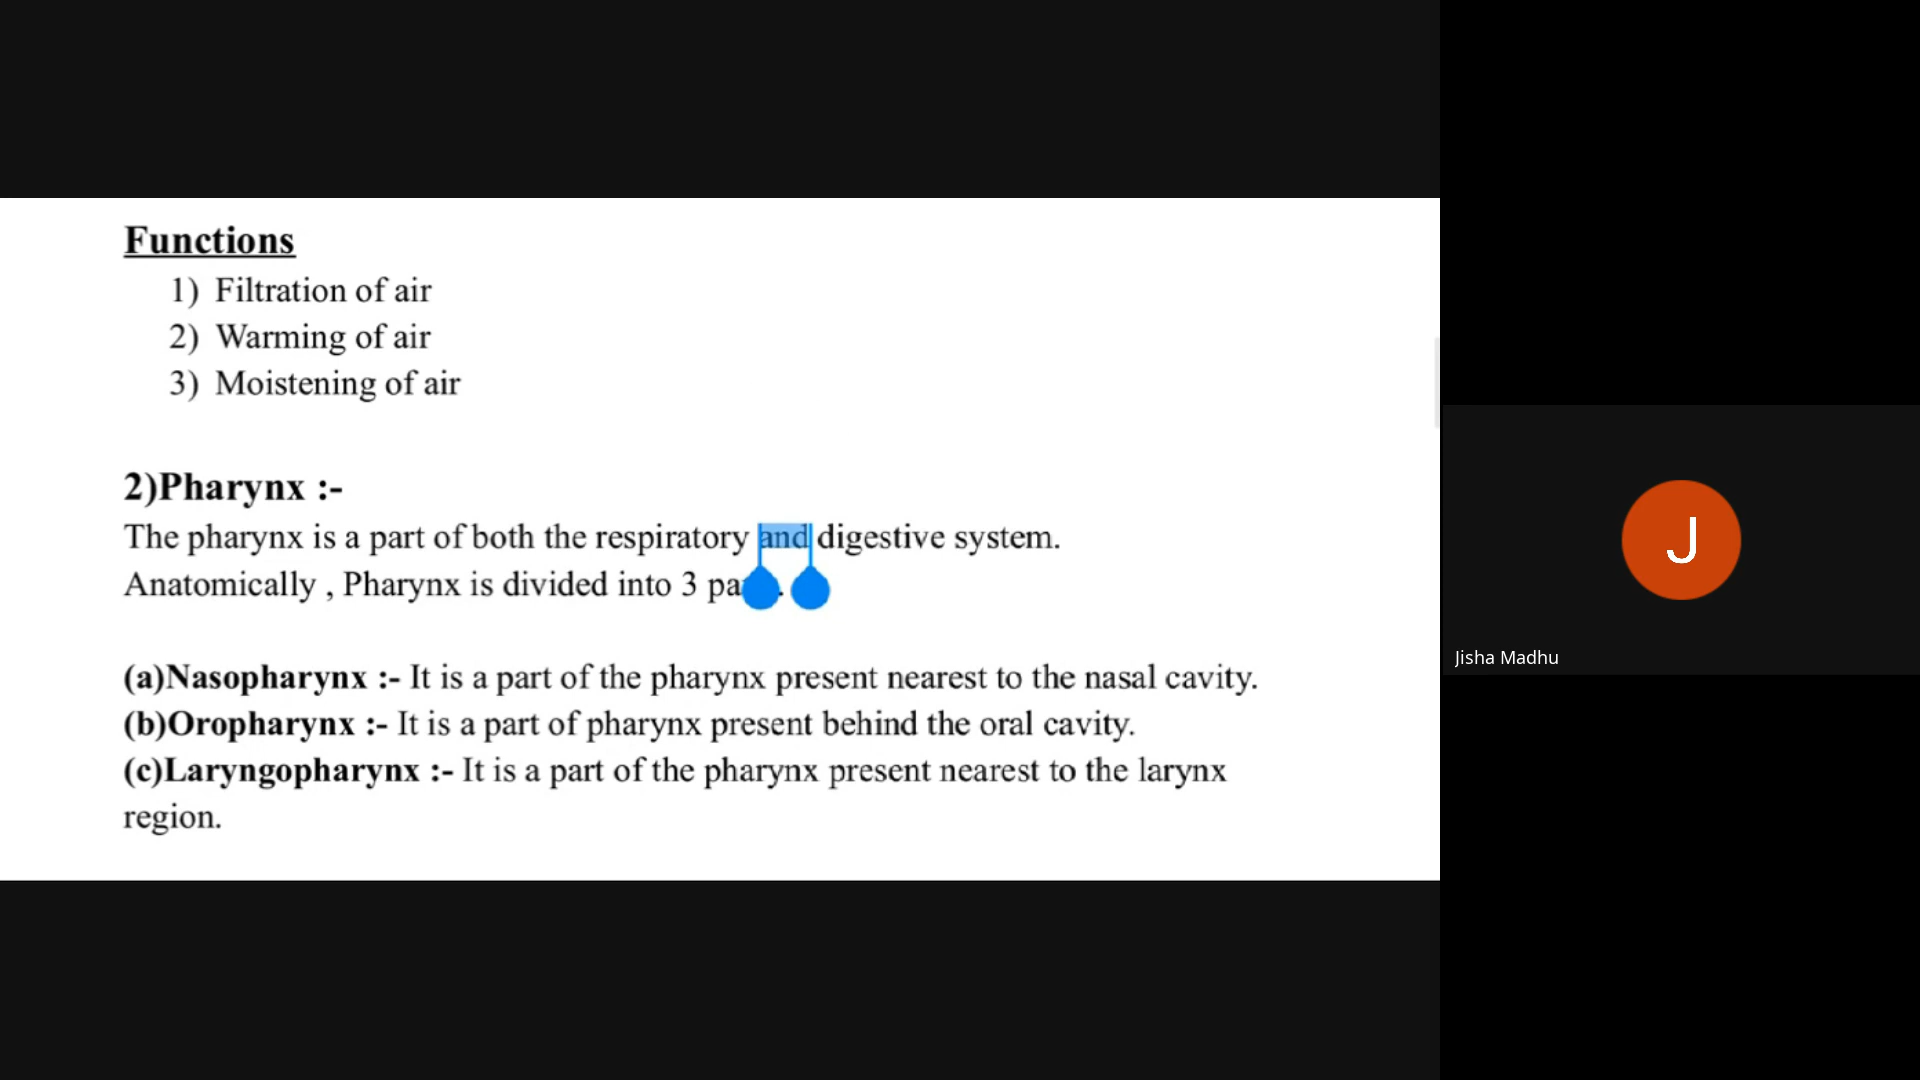 Functions
1) Filtration of air
2) Warming of air
3) Moistening of air
2)Pharynx :-
The pharynx is a part of both the respiratory and digestive system.
Anatomically , Pharynx is divided into 3
(a)Nasopharynx :- It is a part of the pharynx present nearest to the nasal cavity.
(b)Oropharynx :- It is a part of pharynx present behind the oral cavity.
(c)Laryngopharynx :- It is a part of the pharynx present nearest to the larynx
region.
J
Jisha Madhu